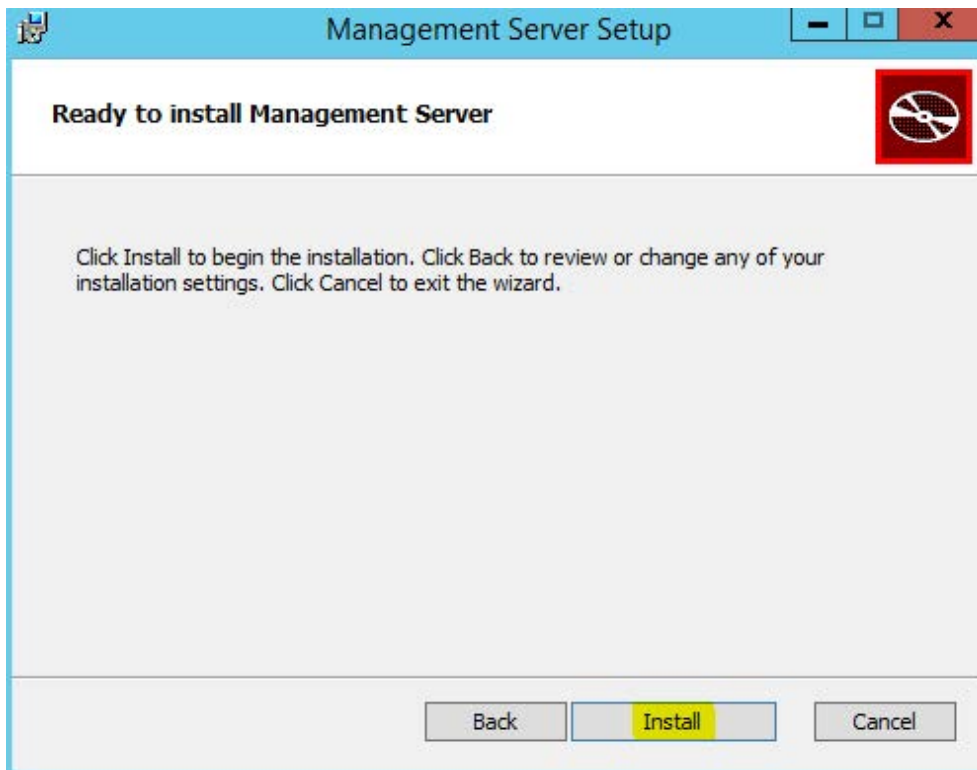 Management Server Setup
Ready to install Management Server
Click Install to begin the installation. Click Back to review or change any of your
installation settings. Click Cancel to exit the wizard.
Back Install Cancel